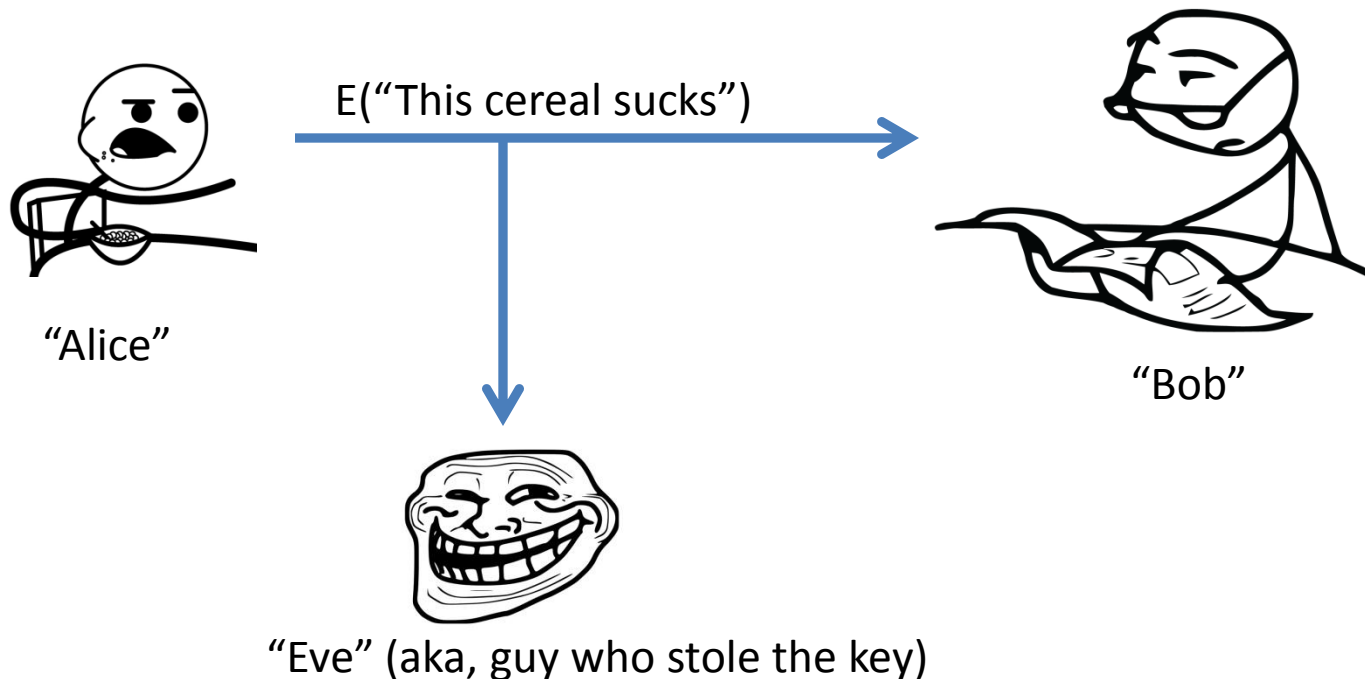 E(“This cereal sucks”)
“Alice”
“Bob”
“Eve” (aka, guy who stole the key)